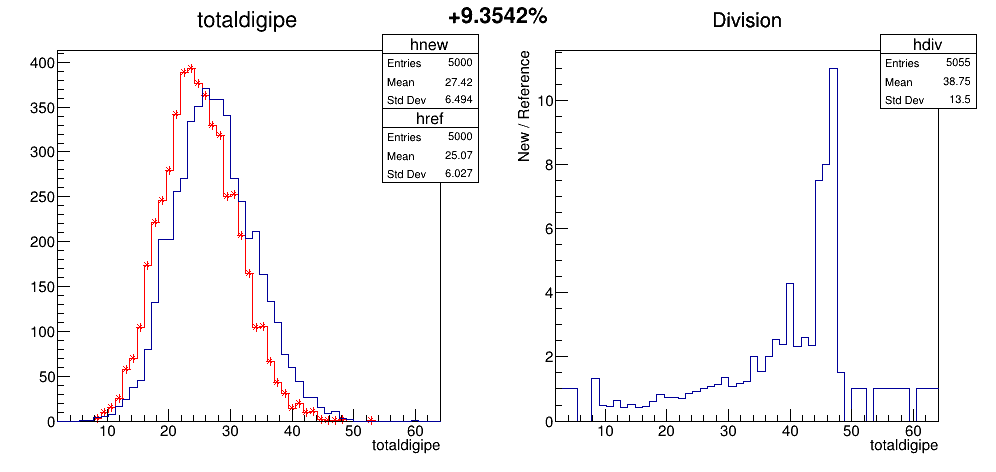 +9.3542%
totaldigipe
hnew
Entries 5000
Mean 27.42
Std Dev 6.494
href
Entries 5000
Mean 25.07
Std Dev 6.027
400
350
300
250
200
150
100
50
0
10 20 30 40 50 60
totaldigipe
Division
hdiv
Entries 5055
Mean 38.75
Std Dev 13.5
New / Reference
10
8
6
4
2
0
10 20 30 40 50 60
totaldigipe